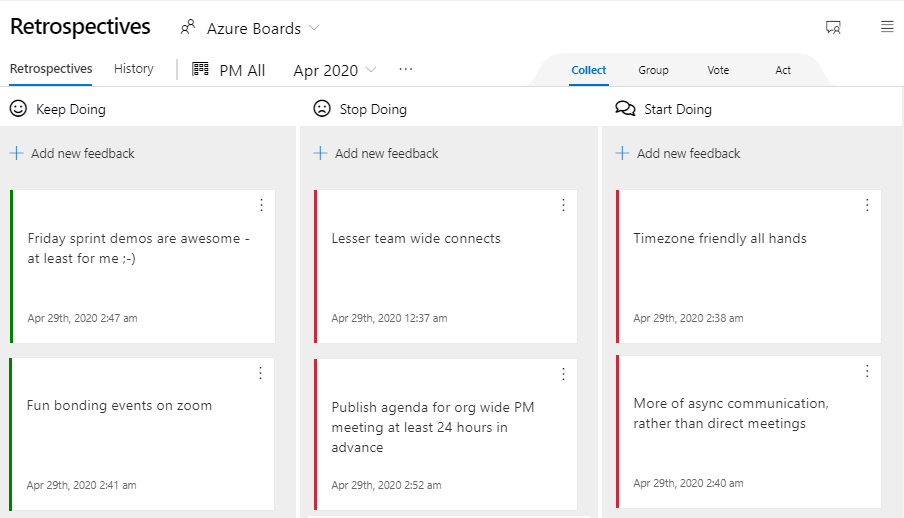 Retrospectives
Azure Boards
Retrospectives
History
PM All
Apr 2020
Collect
Group
Vote
Act
Keep Doing
Add new feedback
Friday sprint demos are awesome -
at least for me ;-)
Apr 29th, 2020 2:47 am
Fun bonding events on zoom
Apr 29th, 2020 2:41 am
Stop Doing
Add new feedback
Lesser team wide connects
Apr 29th, 2020 12:37 am
Publish agenda for org wide PM
meeting at least 24 hours in
advance
Apr 29th, 2020 2:52 am
Start Doing
Add new feedback
Timezone friendly all hands
Apr 29th, 2020 2:38 am
More of async communication,
rather than direct meetings
Apr 29th, 2020 2:40 am